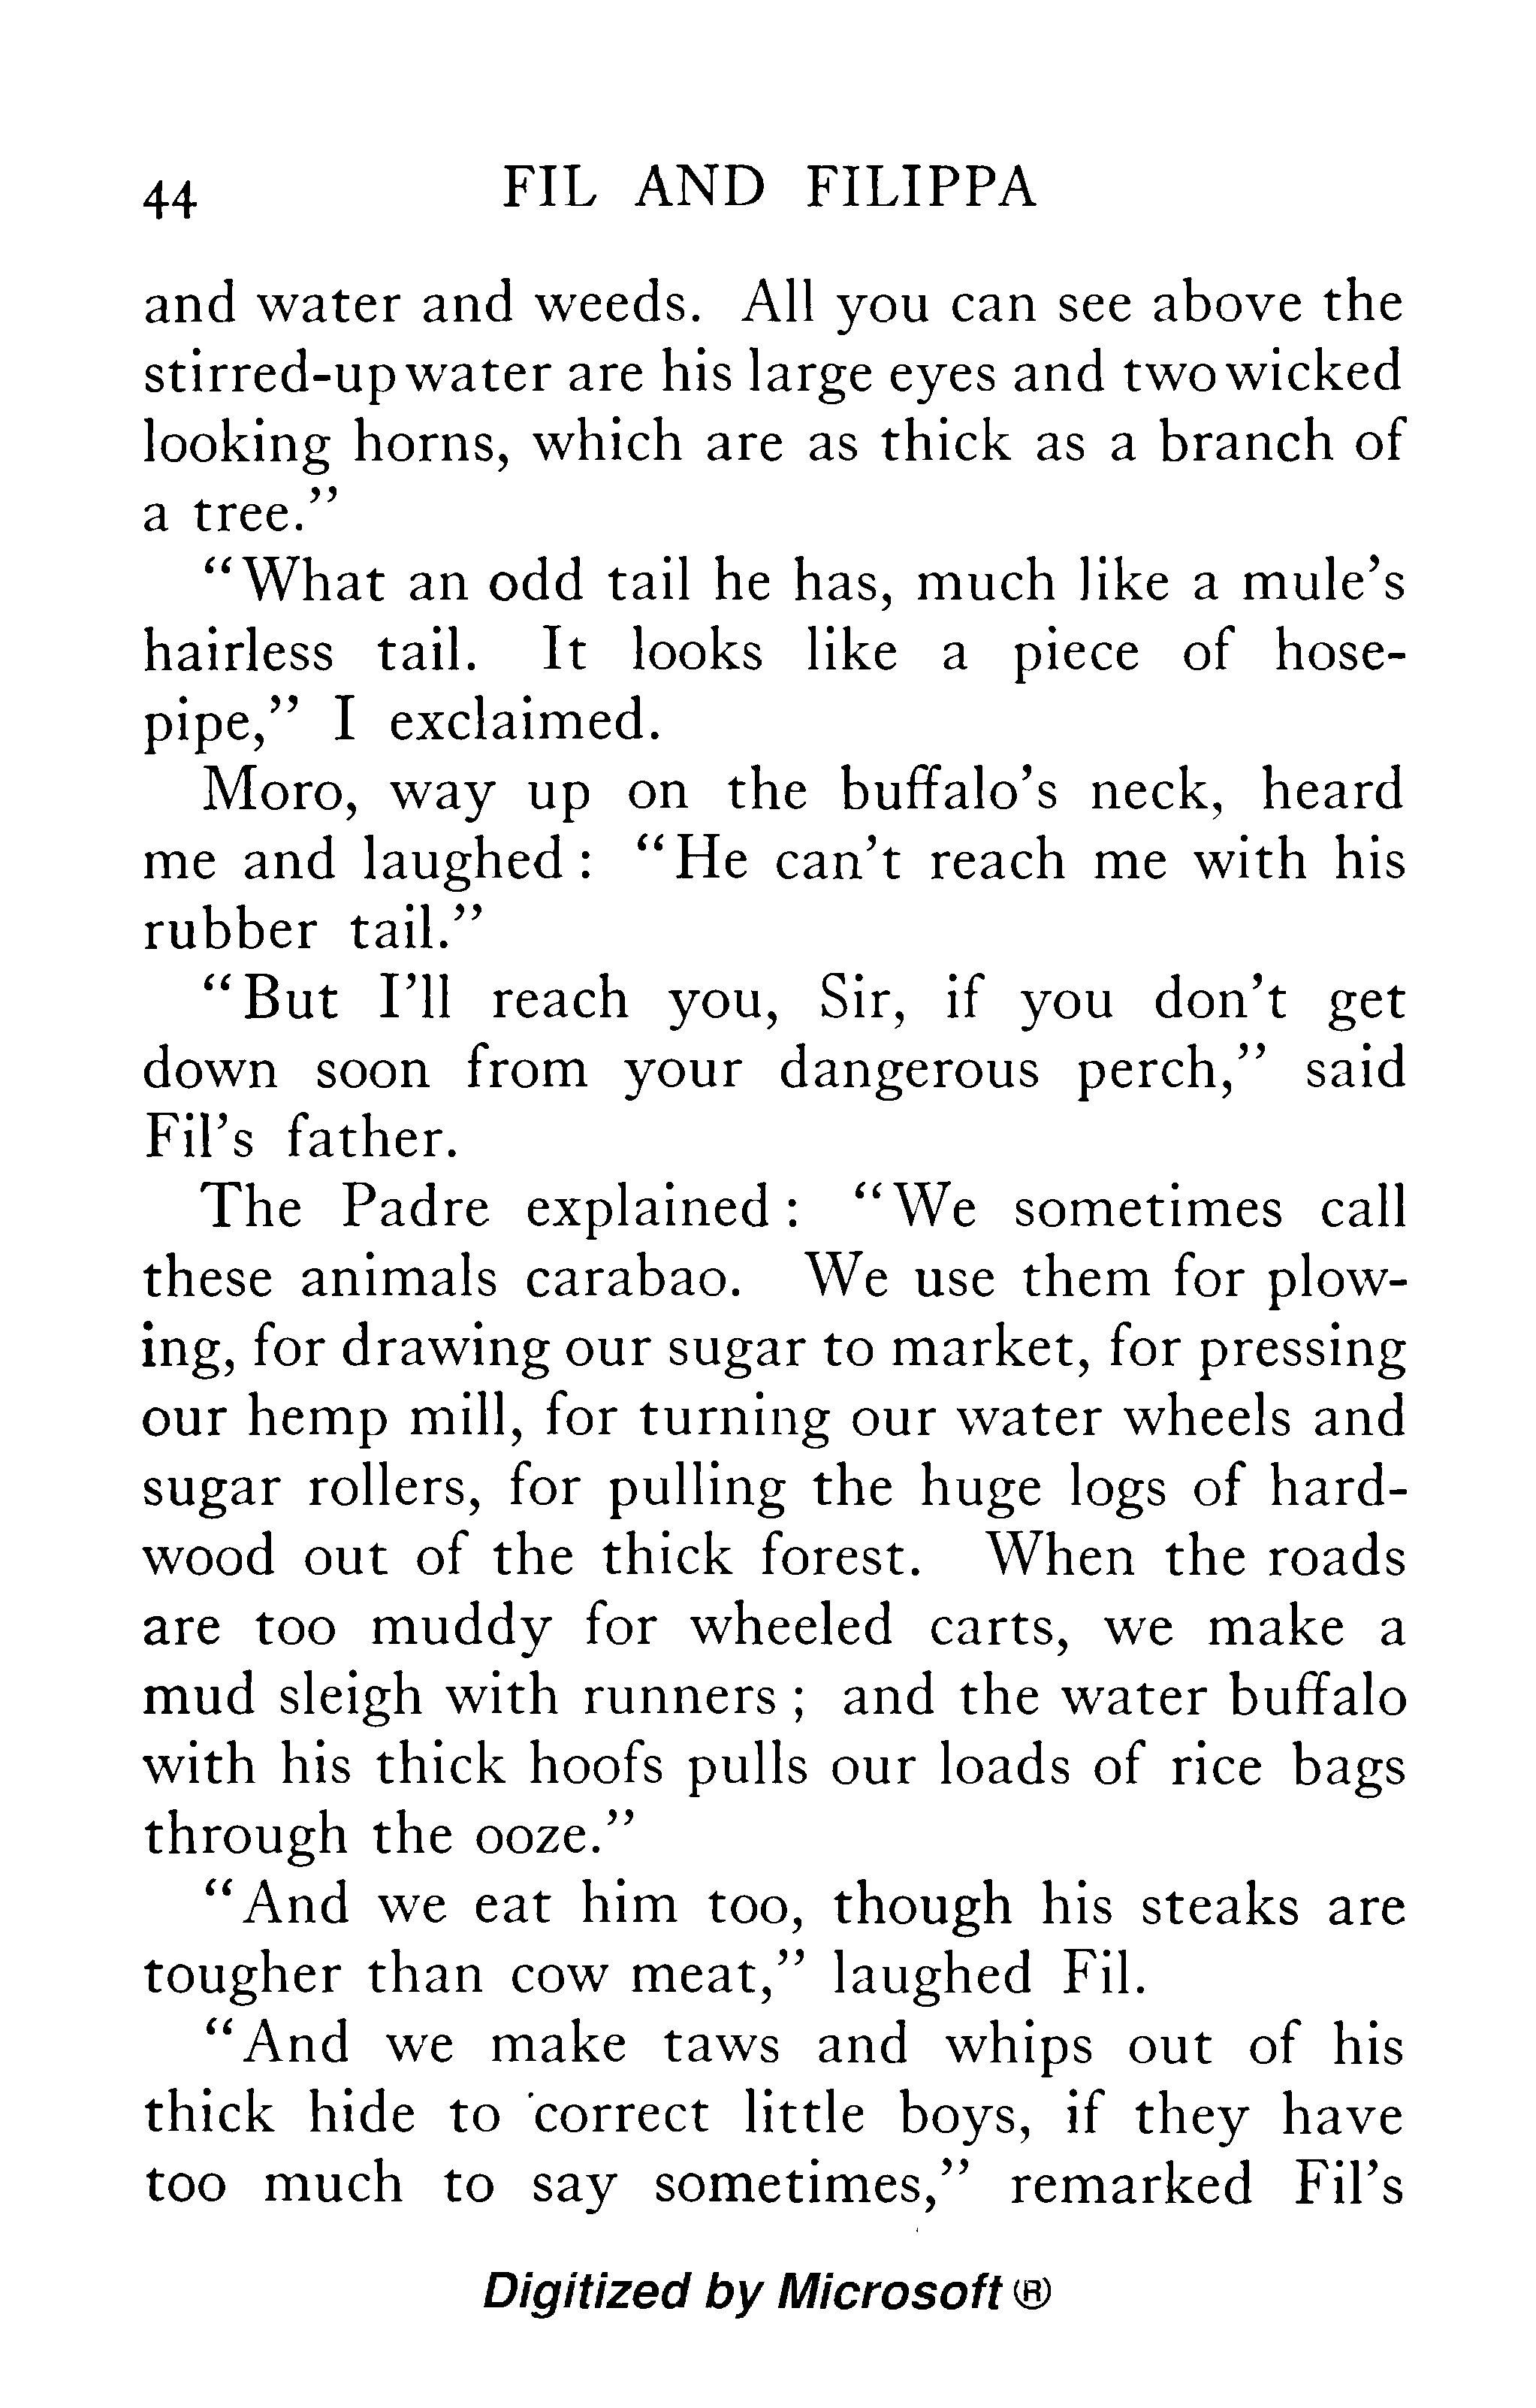 44 FIL AND FILIPPA
and water and weeds. All you can see above the
stirred-up water are his large eyes and two wicked
looking horns, which are as thick as a branch of
a tree.”
“What an odd tail he has, much like a mule’s
hairless tail. It looks like a piece of hose-
pipe,” I exclaimed.
Moro, way up on the buffalo’s neck, heard
me and laughed: “He can’t reach me with his
rubber tail.”
“But I’ll reach you, Sir, if you don’t get
down soon from your dangerous perch,” said
Fil’s father.
The Padre explained: “We sometimes call
these animals carabao. We use them for plow-
ing, for drawing our sugar to market, for pressing
our hemp mill, for turning our water wheels and
sugar rollers, for pulling the huge logs of hard-
wood out of the thick forest. When the roads
are too muddy for wheeled carts, we make a
mud sleigh with runners; and the water buffalo
with his thick hoofs pulls our loads of rice bags
through the ooze.”
“And we eat him too, though his steaks are
tougher than cow meat,” laughed Fil.
“And we make taws and whips out of his
thick hide to correct little boys, if they have
too much to say sometimes,” remarked Fil’s
Digitized by Microsoft ®